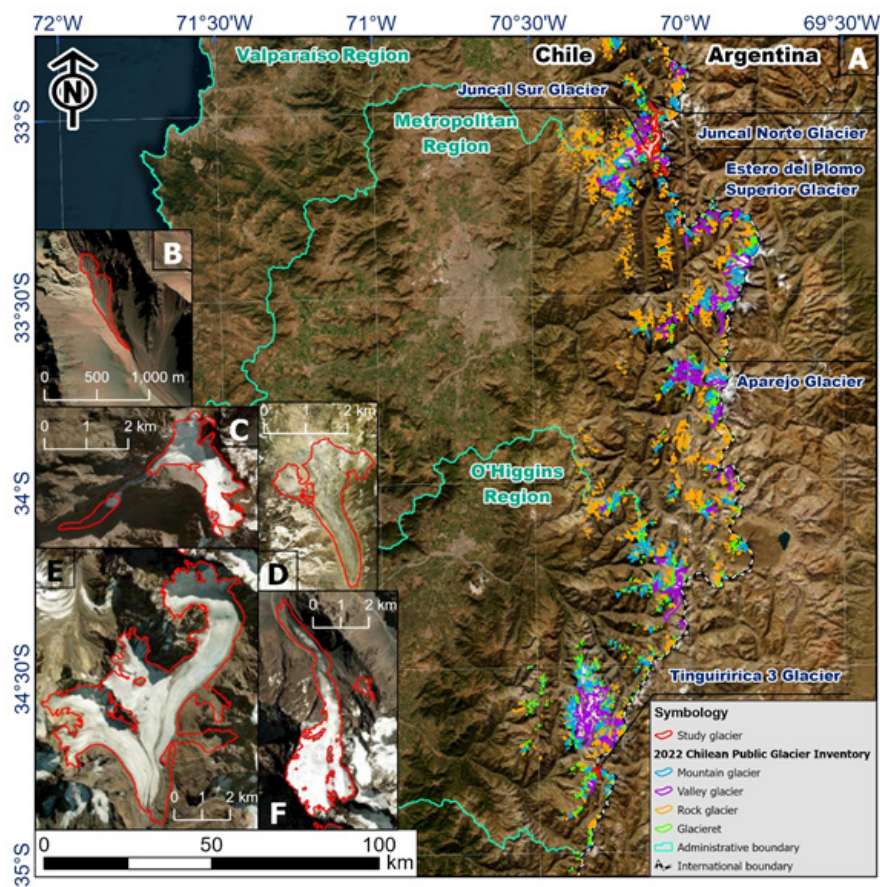 72°W
71°30'W
71°W
70°30'W
70°W
69°30'W
Valparaíso Region
Chile
Argentina
A
N
Juncal Sur Glacier
33°S
Metropolitan
Region
Juncal Norte Glacier
Estero del Plomo
Superior Glacier
B
33°30'S
0 500 1,000 m
Aparejo Glacier
C
0 1 2 km
0 1 2 km
O'Higgins
Region
34°S
E
D
0 1 2 km
34°30'S
Tinguiririca 3 Glacier
0 1 2 km
F
Symbology
Study glacier
2022 Chilean Public Glacier Inventory
Mountain glacier
Valley glacier
Rock glacier
Glacieret
Administrative boundary
International boundary
0 50 100
km
35°S